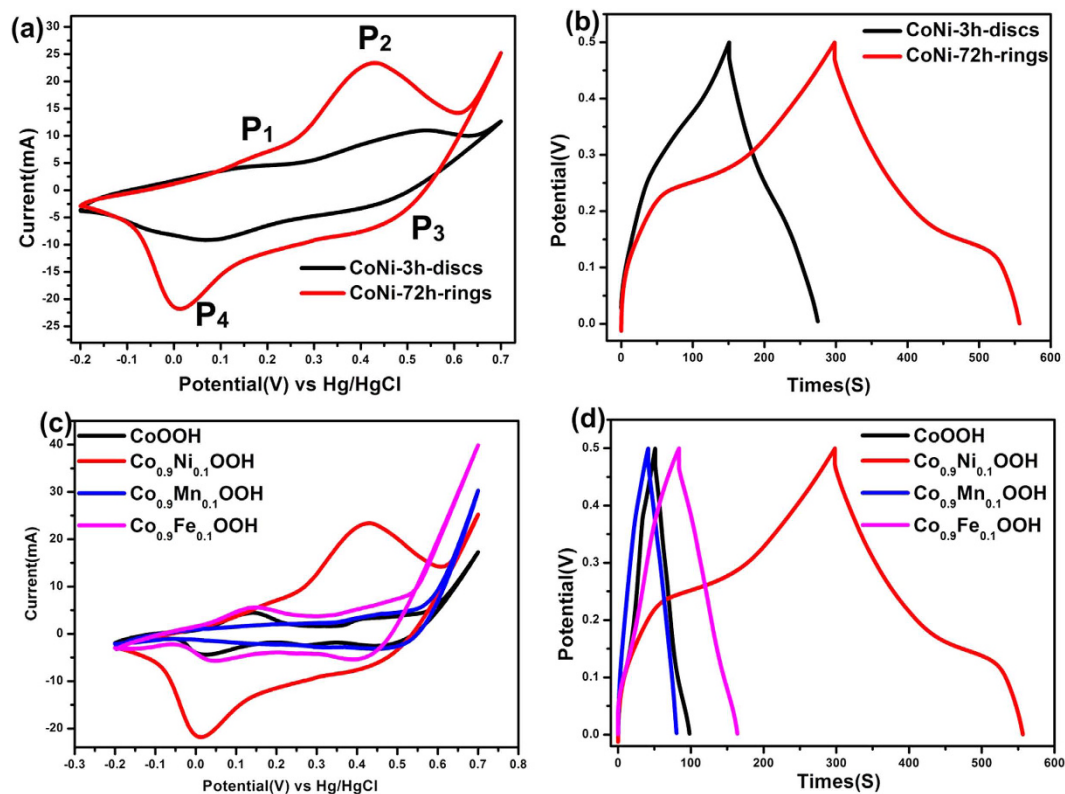 (a)
P2
P1
P3
P4
CoNi-3h-discs
CoNi-72h-rings
Current(mA)
30
25
20
15
10
5
0
-5
-10
-15
-20
-25
-0.2 -0.1 0.0 0.1 0.2 0.3 0.4 0.5 0.6 0.7
Potential(V) vs Hg/HgCl
(b)
CoNi-3h-discs
CoNi-72h-rings
Potential(V)
0.5
0.4
0.3
0.2
0.1
0.0
0 100 200 300 400 500 600
Times(S)
(c)
CoOOH
Co0.9Ni0.1OOH
Co0.9Mn0.1OOH
Co0.9Fe0.1OOH
Current(mA)
40
30
20
10
0
-10
-20
-0.3 -0.2 -0.1 0.0 0.1 0.2 0.3 0.4 0.5 0.6 0.7 0.8
Potential(V) vs Hg/HgCl
(d)
CoOOH
Co0.9Ni0.1OOH
Co0.9Mn0.1OOH
Co0.9Fe0.1OOH
Potential(V)
0.5
0.4
0.3
0.2
0.1
0.0
0 100 200 300 400 500 600
Times(S)